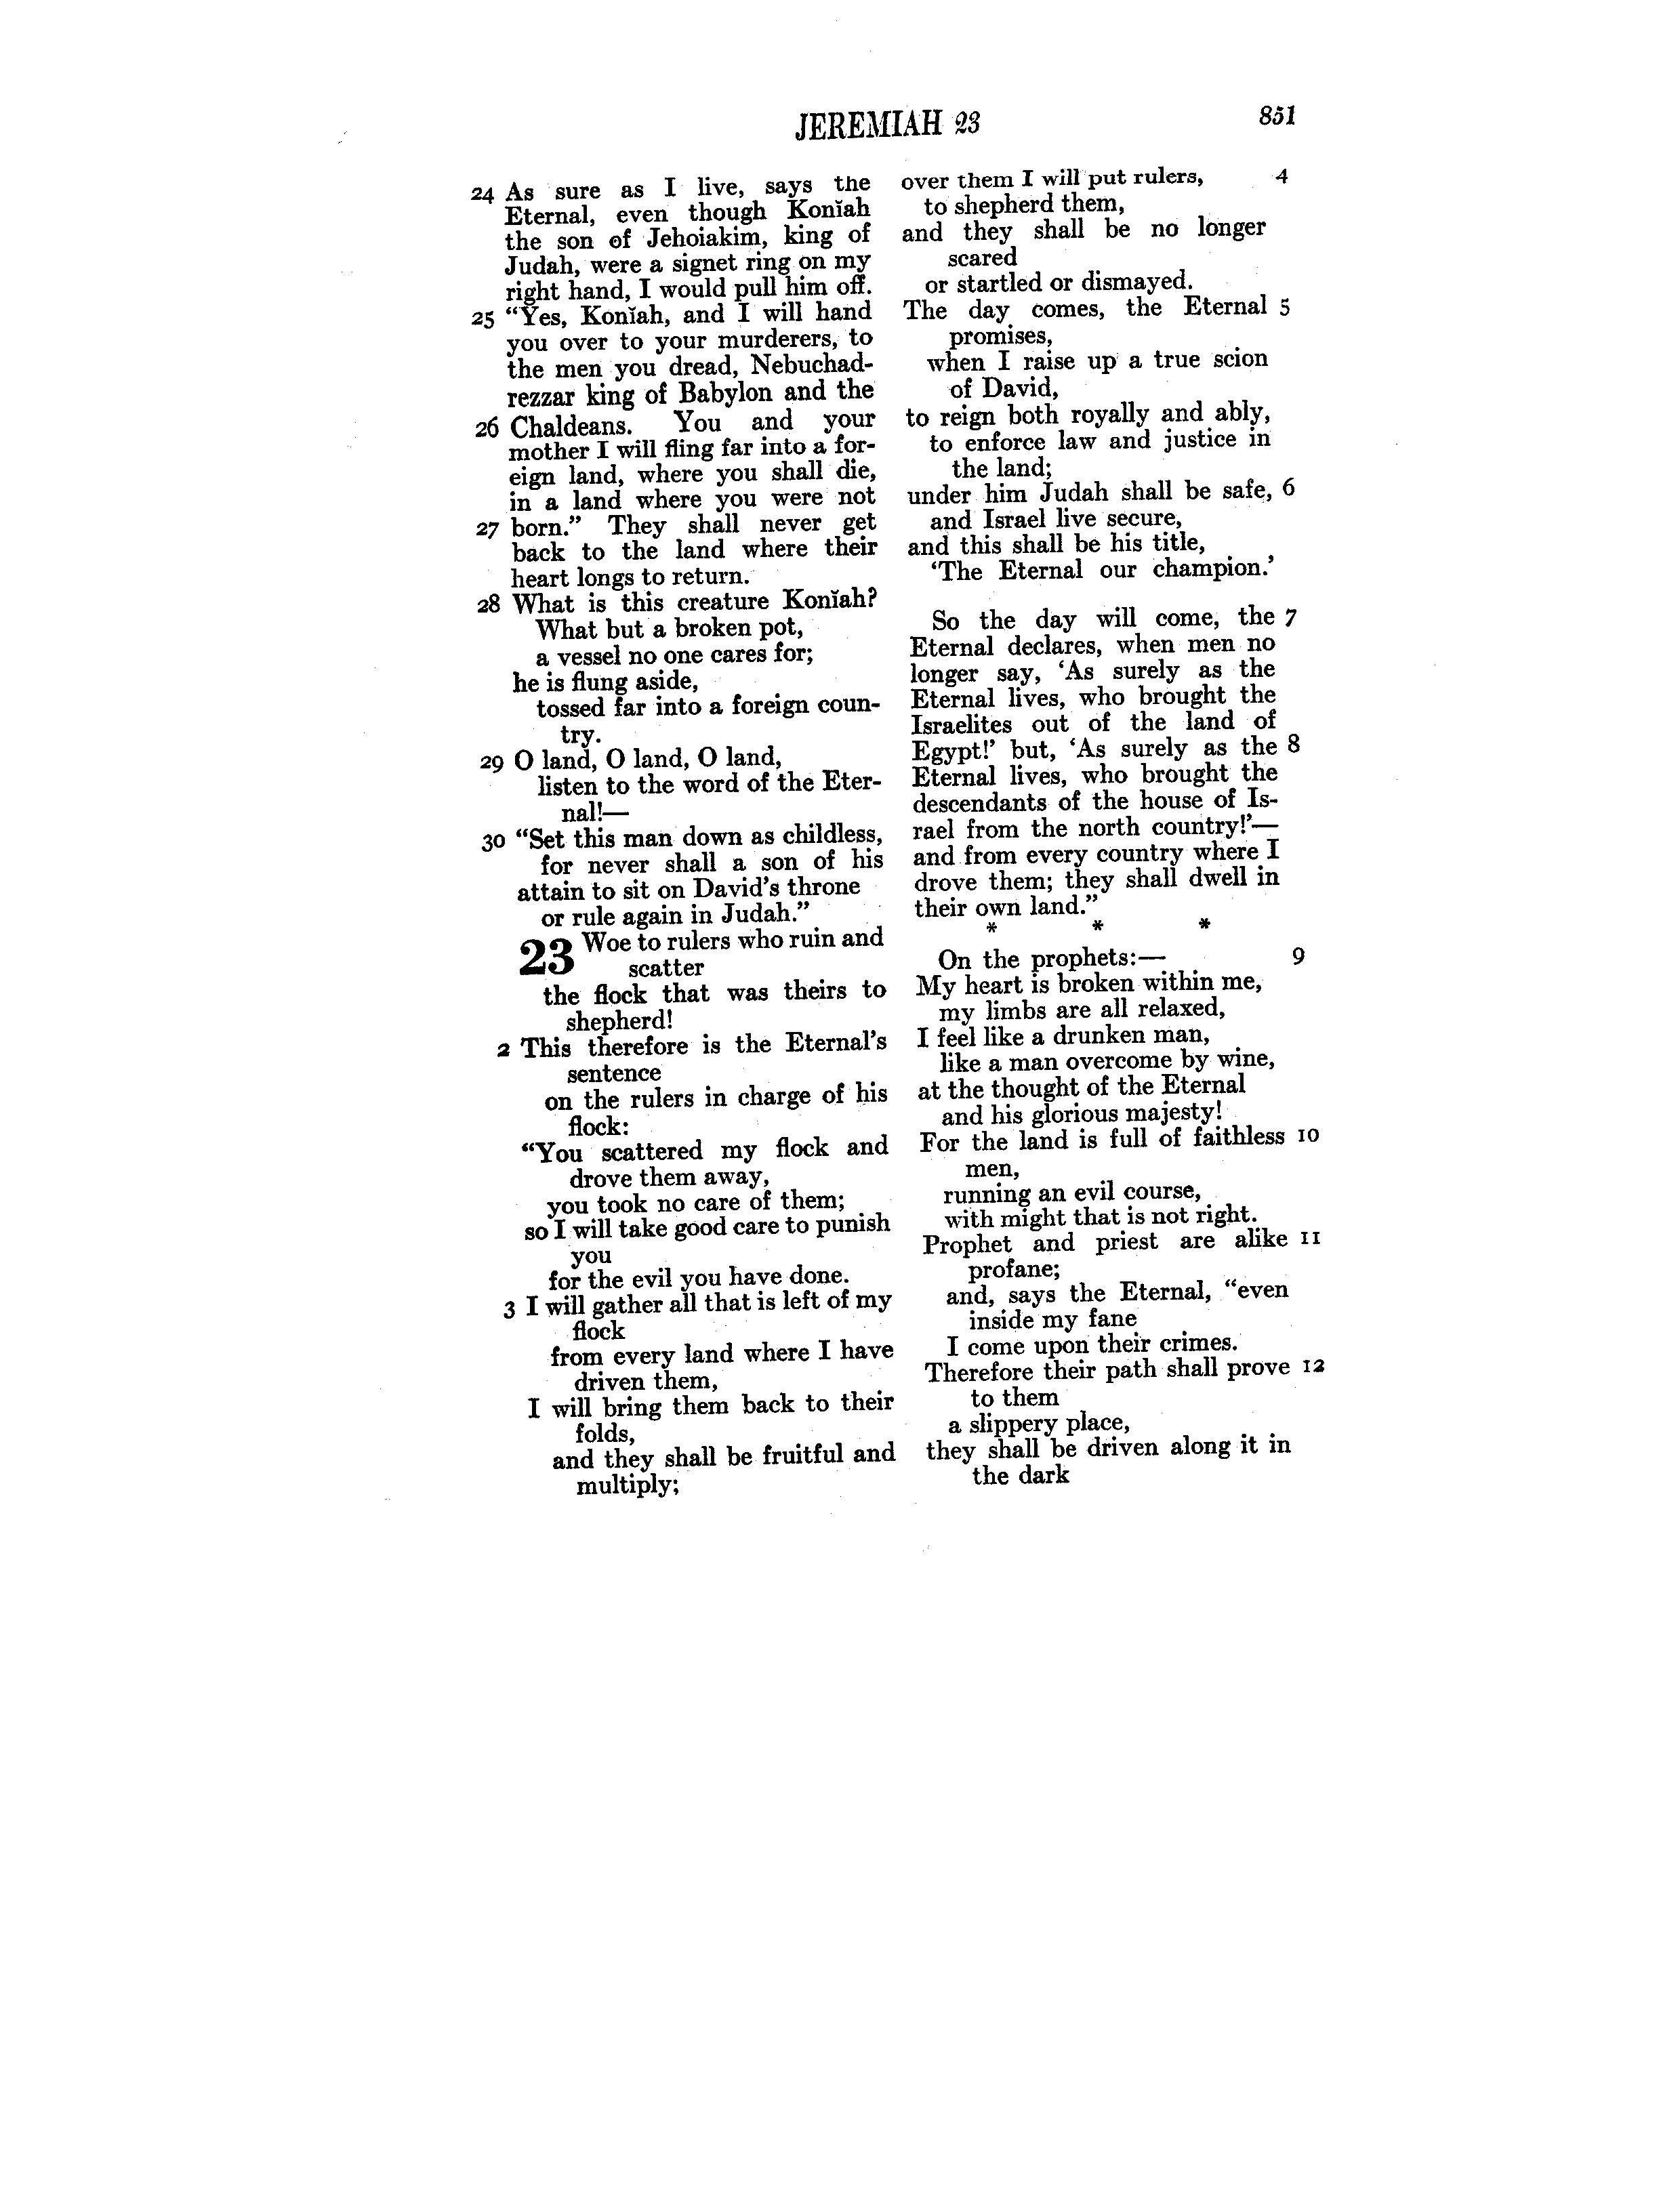 JEREMIAH 23 851
24 As sure as I live, says the
Eternal, even though Konĭah
the son of Jehoiakim, king of
Judah, were a signet ring on my
right hand, I would pull him off.
25 “Yes, Konĭah, and I will hand
you over to your murderers, to
the men you dread, Nebuchad-
rezzar king of Babylon and the
26 Chaldeans. You and your
mother I will fling far into a for-
eign land, where you shall die,
in a land where you were not
27 born.” They shall never get
back to the land where their
heart longs to return.
28 What is this creature Konĭah?
What but a broken pot,
a vessel no one cares for;
he is flung aside,
tossed far into a foreign coun-
try.
29 O land, O land, O land,
listen to the word of the Eter-
nal!—
30 “Set this man down as childless,
for never shall a son of his
attain to sit on David’s throne
or rule again in Judah.”
23 Woe to rulers who ruin and
scatter
the flock that was theirs to
shepherd!
2 This therefore is the Eternal’s
sentence
on the rulers in charge of his
flock:
“You scattered my flock and
drove them away,
you took no care of them;
so I will take good care to punish
you
for the evil you have done.
3 I will gather all that is left of my
flock
from every land where I have
driven them,
I will bring them back to their
folds,
and they shall be fruitful and
multiply;
over them I will put rulers, 4
to shepherd them,
and they shall be no longer
scared
or startled or dismayed.
The day comes, the Eternal 5
promises,
when I raise up a true scion
of David,
to reign both royally and ably,
to enforce law and justice in
the land;
under him Judah shall be safe, 6
and Israel live secure,
and this shall be his title,
‘The Eternal our champion.’
So the day will come, the 7
Eternal declares, when men no
longer say, ‘As surely as the
Eternal lives, who brought the
Israelites out of the land of
Egypt!’ but, ‘As surely as the 8
Eternal lives, who brought the
descendants of the house of Is-
rael from the north country!’—
and from every country where I
drove them; they shall dwell in
their own land.”
* * *
On the prophets:— 9
My heart is broken within me,
my limbs are all relaxed,
I feel like a drunken man,
like a man overcome by wine,
at the thought of the Eternal
and his glorious majesty!
For the land is full of faithless 10
men,
running an evil course,
with might that is not right.
Prophet and priest are alike 11
profane;
and, says the Eternal, “even
inside my fane
I come upon their crimes.
Therefore their path shall prove 12
to them
a slippery place,
they shall be driven along it in
the dark